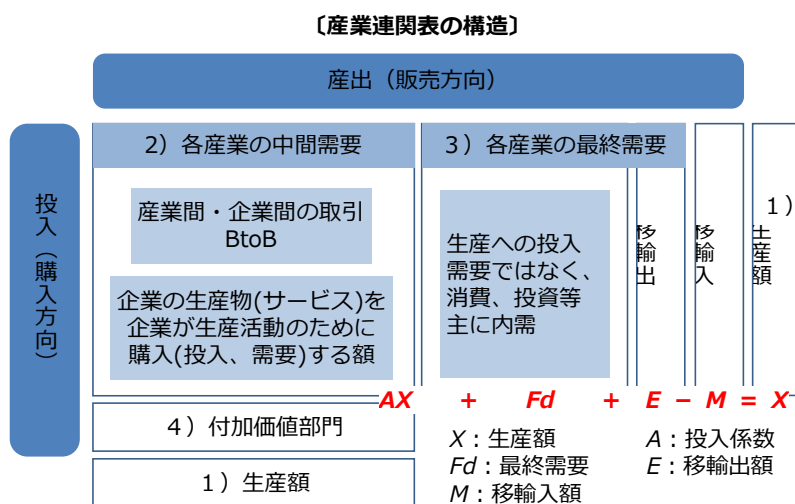 〔産業連関表の構造〕
産出（販売方向）
投入（購入方向）
2）各産業の中間需要
産業間・企業間の取引
BtoB
企業の生産物(サービス)を
企業が生産活動のために
購入(投入、需要)する額
3）各産業の最終需要
生産への投入
需要ではなく、
消費、投資等
主に内需
移輸出
移輸入
1）
生産額
AX + Fd + E − M = X
4）付加価値部門
1）生産額
X：生産額
A：投入係数
Fd：最終需要
E：移輸出額
M：移輸入額